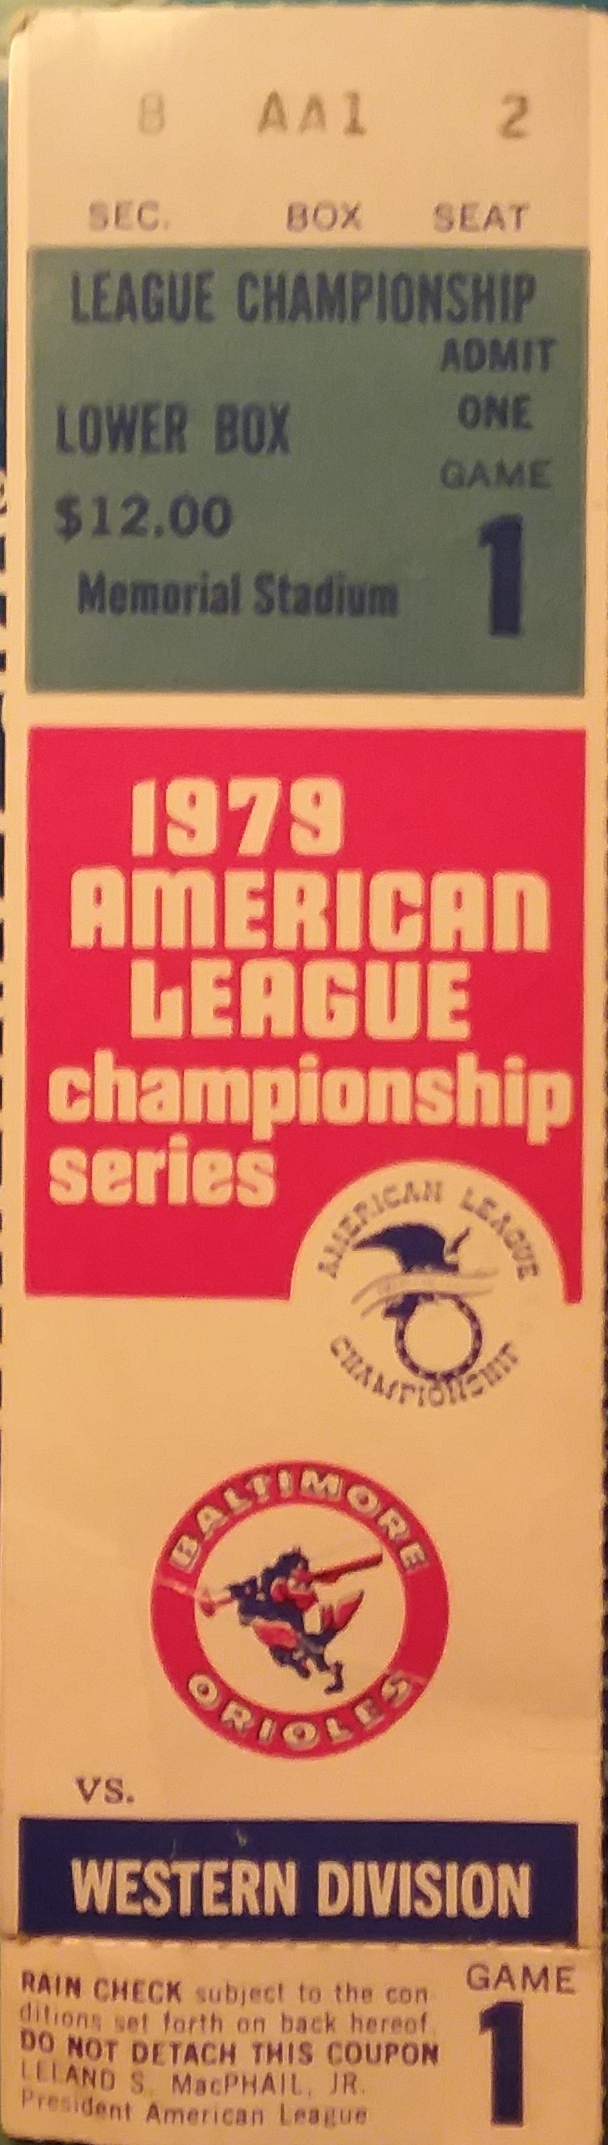 8 AA1 2
SEC. BOX SEAT
LEAGUE CHAMPIONSHIP
ADMIT
LOWER BOX ONE
GAME
$12.00 1
Memorial Stadium
1979
AMERICAN
LEAGUE
championship
series
AMERICAN LEAGUE
CHAMPIONSHIP
BALTIMORE
ORIOLES
VS.
WESTERN DIVISION
RAIN CHECK subject to the con-
ditions set forth on back hereof.
DO NOT DETACH THIS COUPON
LELAND S. MacPHAIL, JR.
President American League
GAME
1